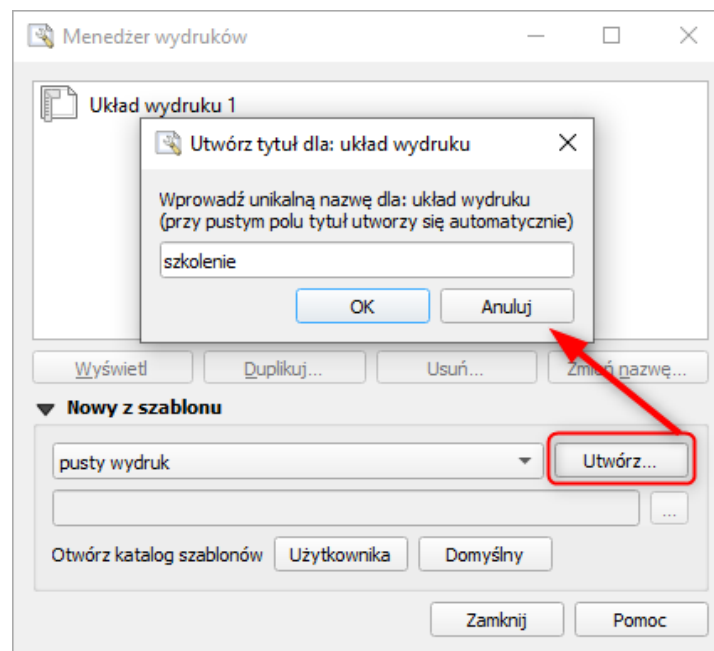 Menedżer wydruków
Układ wydruku 1
Utwórz tytuł dla: układ wydruku
Wprowadź unikalną nazwę dla: układ wydruku
(przy pustym polu tytuł utworzy się automatycznie)
szkolenie
OK Anuluj
Wyświetl Duplikuj... Usuń... Zmień nazwę...
Nowy z szablonu
pusty wydruk Utwórz...
...
Otwórz katalog szablonów Użytkownika Domyślny
Zamknij Pomoc